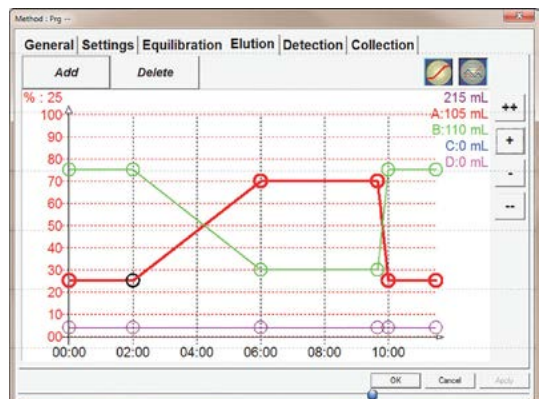 Method : Prg --
General Settings Equilibration Elution Detection Collection
Add Delete
% : 25
215 mL
A:105 mL
B:110 mL
C:0 mL
D:0 mL
++
+
-
--
100
90
80
70
60
50
40
30
20
10
00
00:00 02:00 04:00 06:00 08:00 10:00
OK Cancel Apply